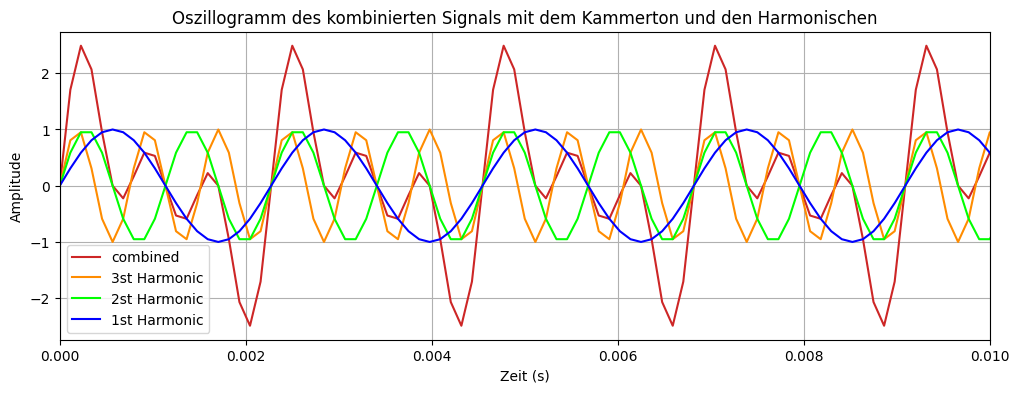 Oszillogramm des kombinierten Signals mit dem Kammerton und den Harmonischen
Amplitude
2
1
0
−1
−2
combined
3st Harmonic
2st Harmonic
1st Harmonic
0.000
0.002
0.004
0.006
0.008
0.010
Zeit (s)